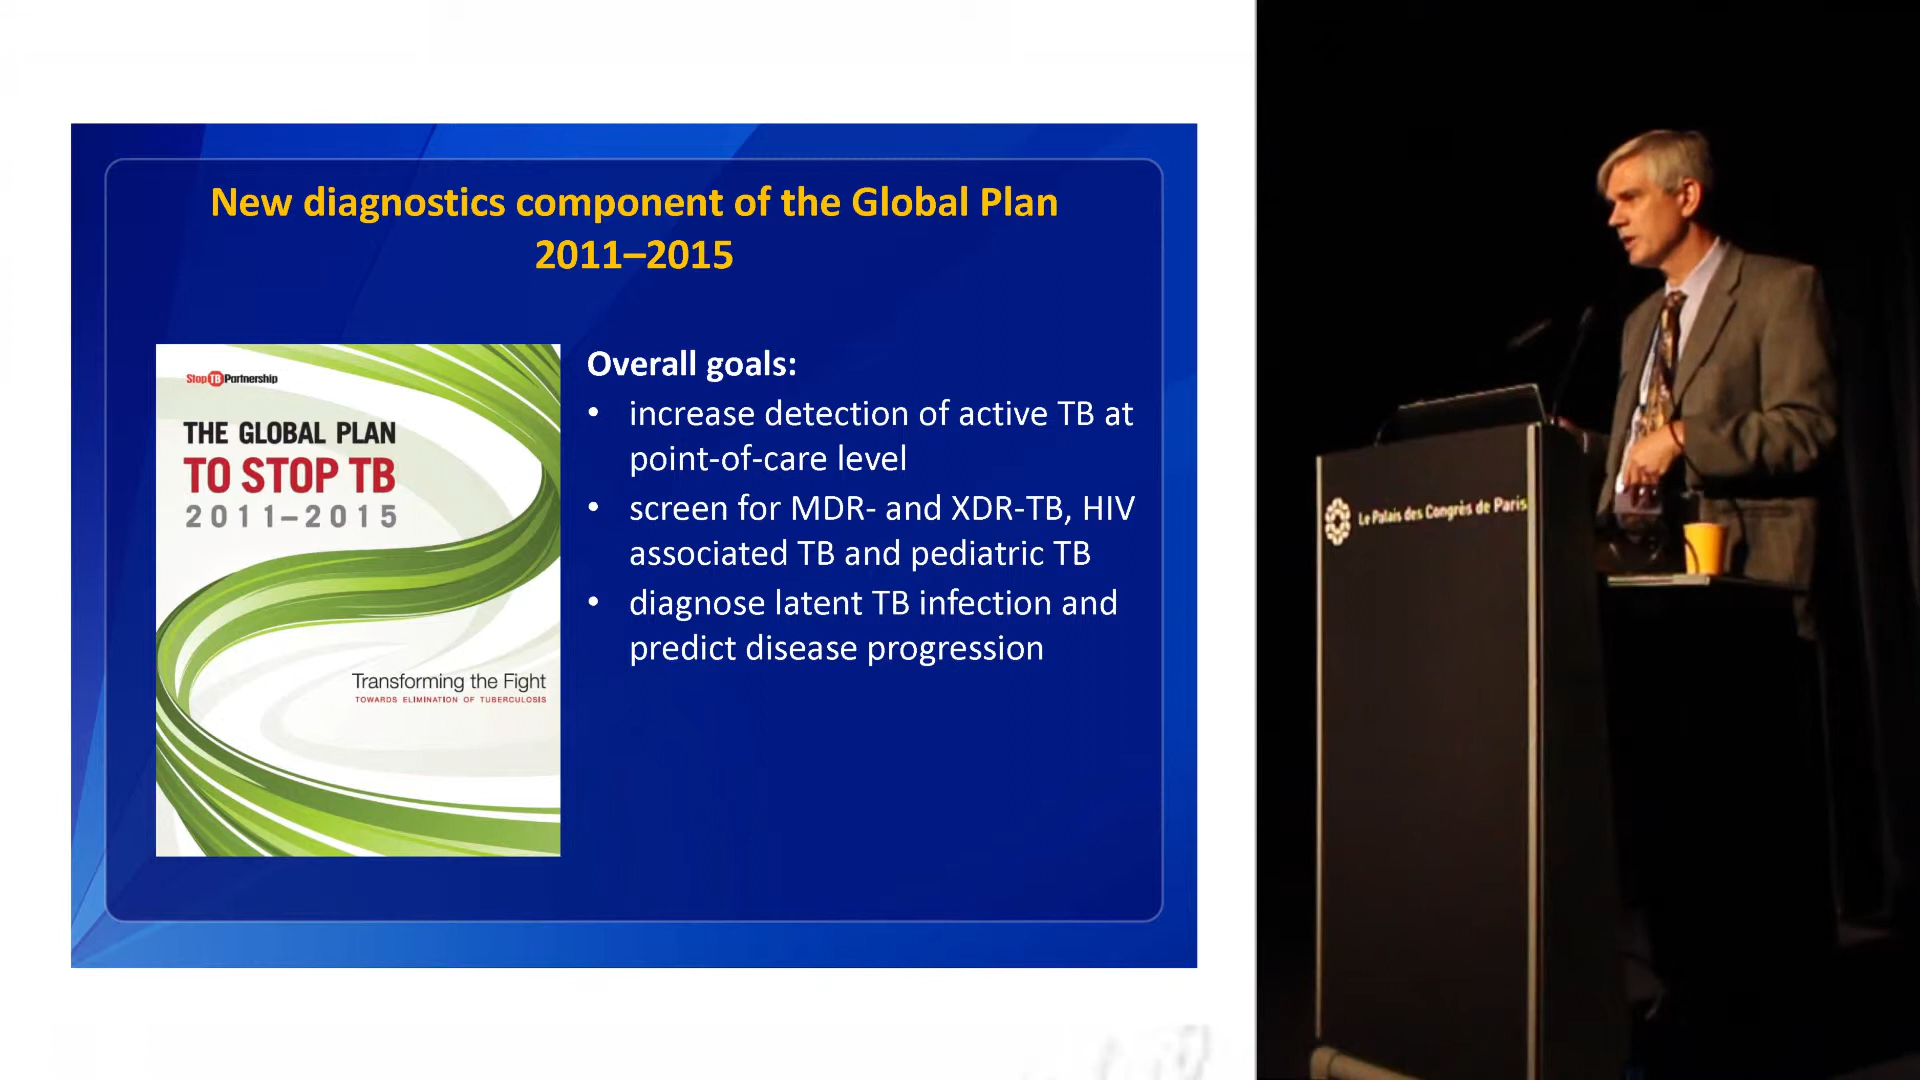 New diagnostics component of the Global Plan
2011–2015
Stop TB Partnership
THE GLOBAL PLAN
TO STOP TB
2011–2015
Transforming the Fight
TOWARDS ELIMINATION OF TUBERCULOSIS
Overall goals:
• increase detection of active TB at
point-of-care level
• screen for MDR- and XDR-TB, HIV
associated TB and pediatric TB
• diagnose latent TB infection and
predict disease progression
Le Palais des Congrès de Paris